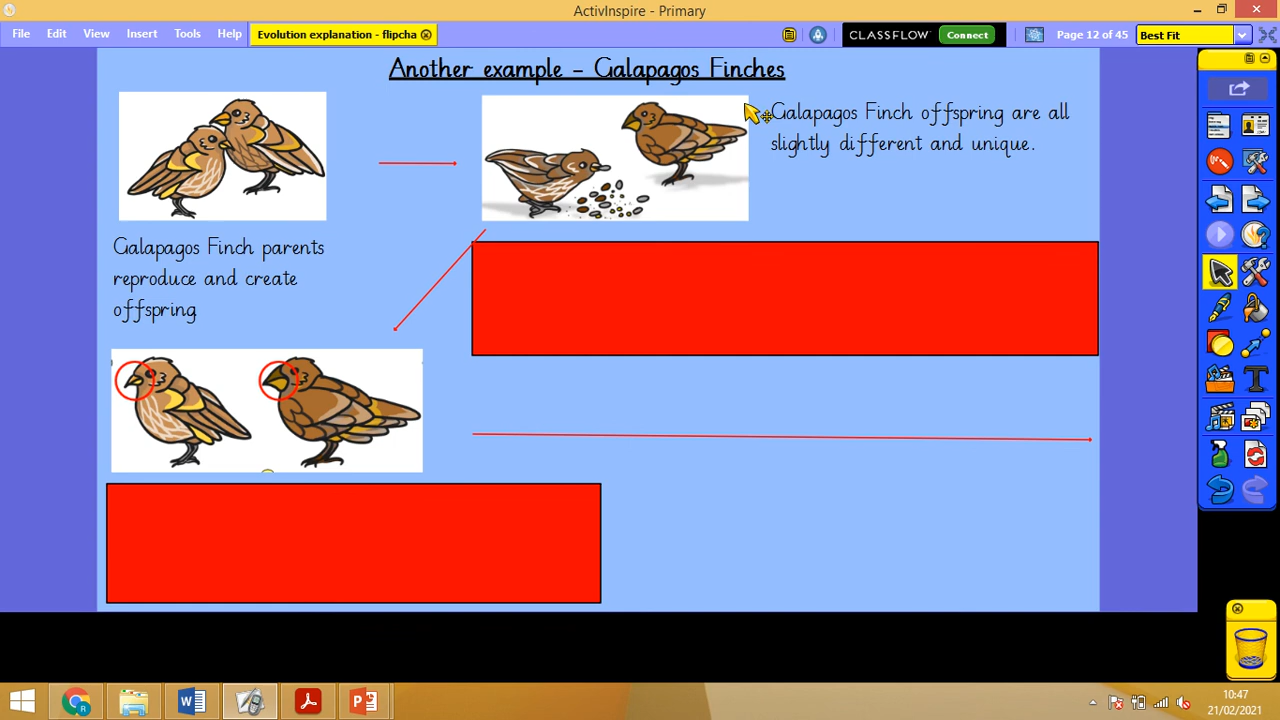 ActivInspire - Primary
File Edit View Insert Tools Help Evolution explanation - flipcha CLASSFLOW Connect Page 12 of 45 Best Fit
Another example - Galapagos Finches
Galapagos Finch offspring are all
slightly different and unique.
Galapagos Finch parents
reproduce and create
offspring
10:47
21/02/2021